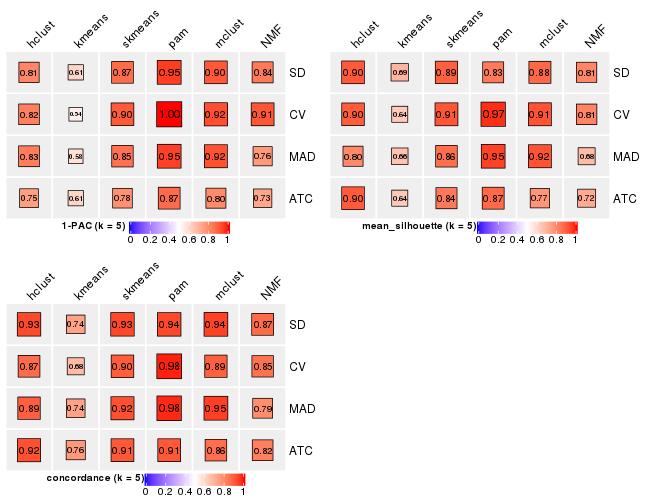 hclust kmeans skmeans pam mclust NMF
0.81 0.61 0.87 0.95 0.90 0.84 SD
0.82 0.54 0.90 1.00 0.92 0.91 CV
0.83 0.58 0.85 0.95 0.92 0.76 MAD
0.75 0.61 0.78 0.87 0.80 0.73 ATC
1-PAC (k = 5)
0 0.2 0.4 0.6 0.8 1
hclust kmeans skmeans pam mclust NMF
0.90 0.69 0.89 0.83 0.88 0.81 SD
0.90 0.64 0.91 0.97 0.91 0.81 CV
0.80 0.66 0.86 0.95 0.92 0.68 MAD
0.90 0.64 0.84 0.87 0.77 0.72 ATC
mean_silhouette (k = 5)
0 0.2 0.4 0.6 0.8 1
hclust kmeans skmeans pam mclust NMF
0.93 0.74 0.93 0.94 0.94 0.87 SD
0.87 0.68 0.90 0.98 0.89 0.85 CV
0.89 0.74 0.92 0.98 0.95 0.79 MAD
0.92 0.76 0.91 0.91 0.86 0.82 ATC
concordance (k = 5)
0 0.2 0.4 0.6 0.8 1